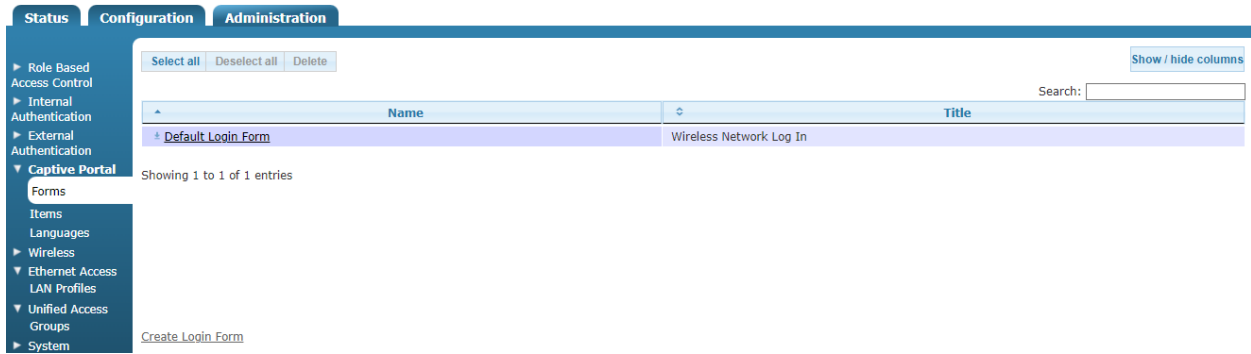 Status Configuration Administration
Role Based
Access Control
Internal
Authentication
External
Authentication
Captive Portal
Forms
Items
Languages
Wireless
Ethernet Access
LAN Profiles
Unified Access
Groups
System
Select all Deselect all Delete
Show / hide columns
Search:
Name Title
Default Login Form Wireless Network Log In
Showing 1 to 1 of 1 entries
Create Login Form